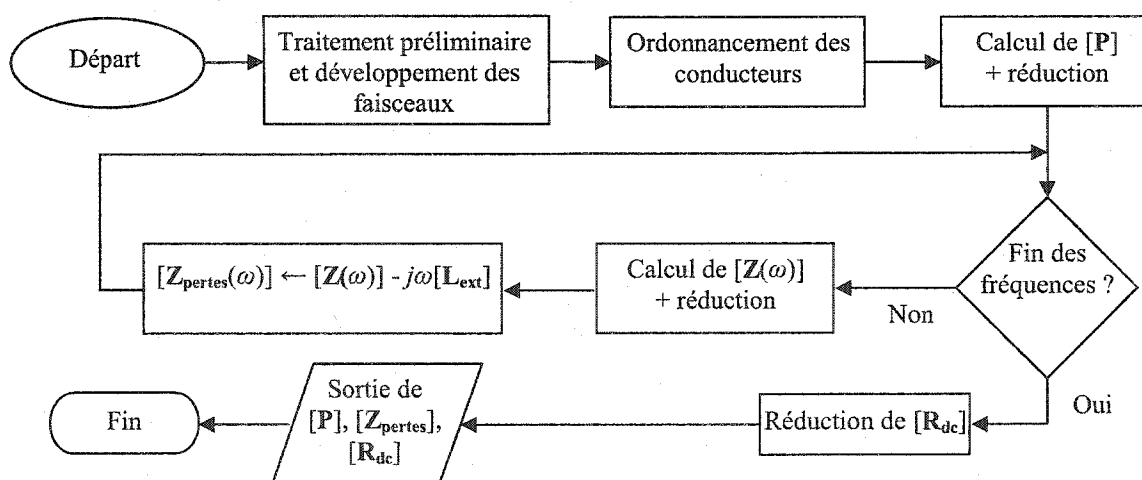 Départ
Traitement préliminaire
et développement des
faisceaux
Ordonnancement des
conducteurs
Calcul de [P]
+ réduction
Fin des
fréquences ?
Non
Calcul de [Z(ω)]
+ réduction
[Zpertes(ω)] ← [Z(ω)] - jω[Lext]
Oui
Réduction de [Rdc]
Sortie de
[P], [Zpertes],
[Rdc]
Fin